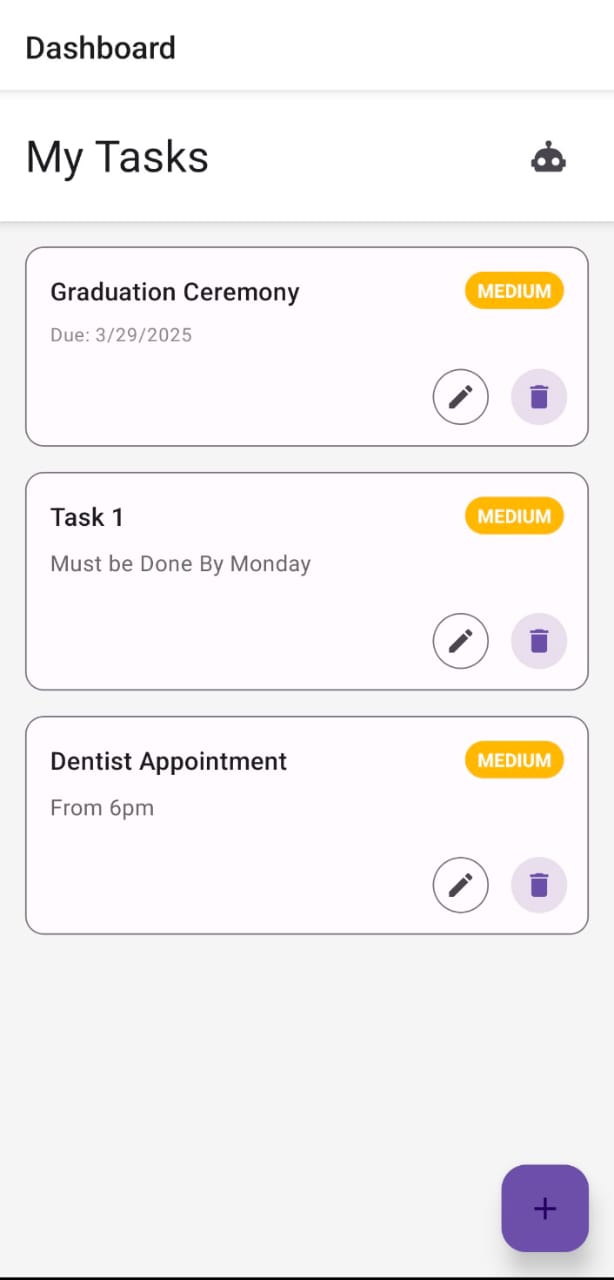 Dashboard
My Tasks
Graduation Ceremony
MEDIUM
Due: 3/29/2025
Task 1
MEDIUM
Must be Done By Monday
Dentist Appointment
MEDIUM
From 6pm
+